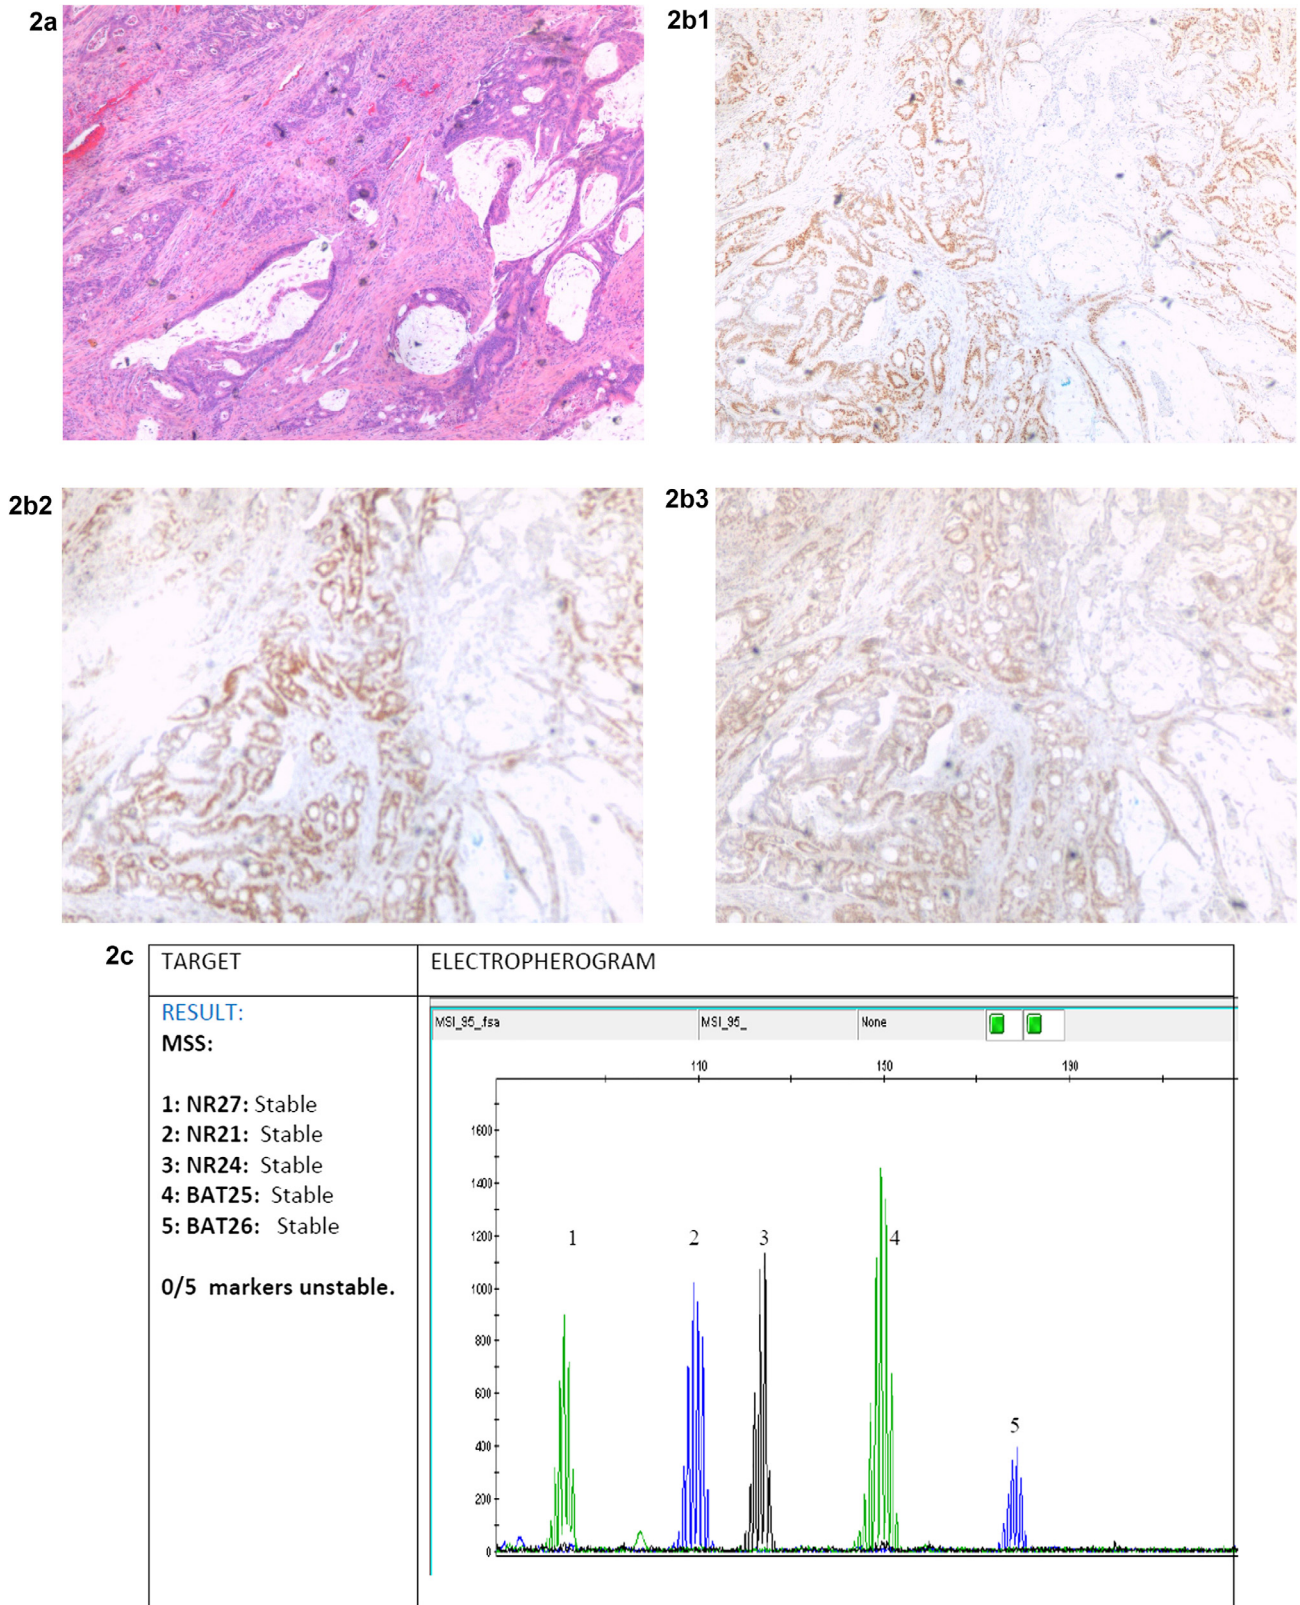 2a
2b1
2b2
2b3
2c
TARGET
ELECTROPHEROGRAM
RESULT:
MSS:
1: NR27: Stable
2: NR21: Stable
3: NR24: Stable
4: BAT25: Stable
5: BAT26: Stable
0/5 markers unstable.
MSI_95_.fsa
MSI_95_
None
110
150
190
1600
1400
1200
1000
800
600
400
200
0
1
2
3
4
5